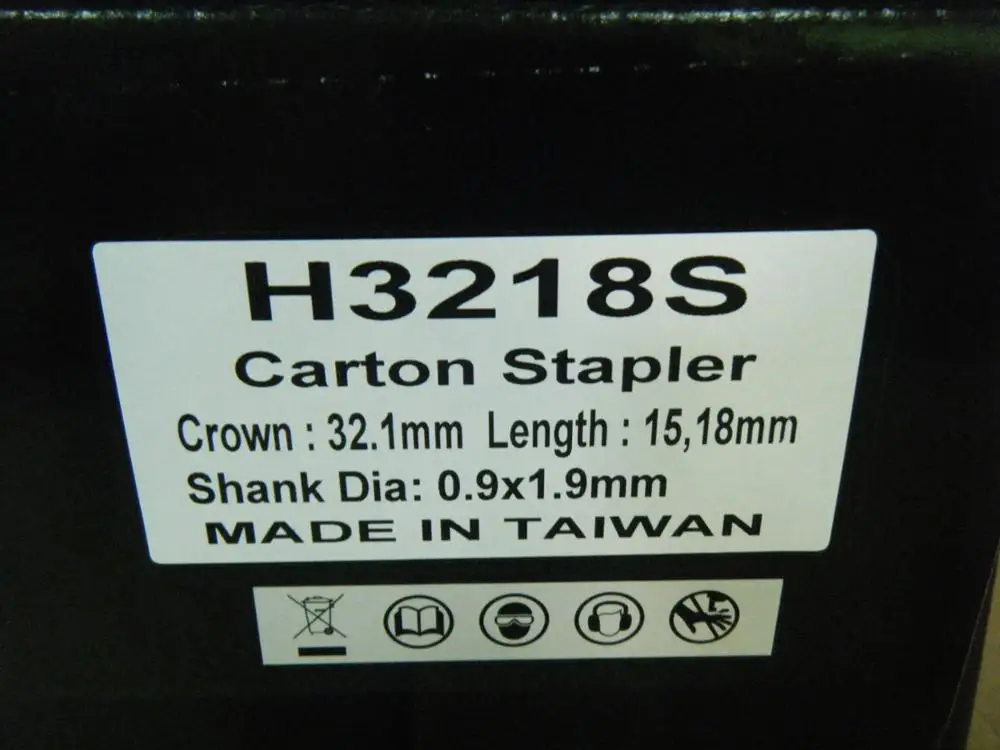 H3218S
Carton Stapler
Crown : 32.1mm Length : 15,18mm
Shank Dia: 0.9x1.9mm
MADE IN TAIWAN